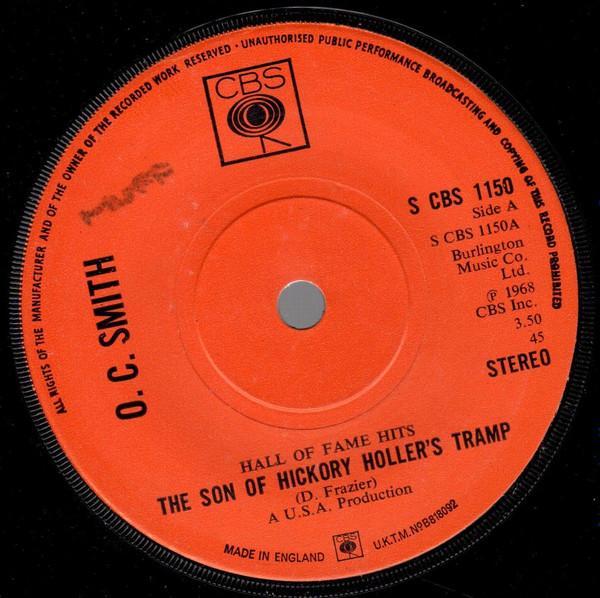 ALL RIGHTS OF THE MANUFACTURER AND OF THE OWNER OF THE RECORDED WORK RESERVED · UNAUTHORISED PUBLIC PERFORMANCE BROADCASTING AND COPYING OF THIS RECORD PROHIBITED
CBS
S CBS 1150
Side A
S CBS 1150A
Burlington
Music Co.
Ltd.
℗ 1968
CBS Inc.
3.50
45
STEREO
O. C. SMITH
HALL OF FAME HITS
THE SON OF HICKORY HOLLER'S TRAMP
(D. Frazier)
A U.S.A. Production
MADE IN ENGLAND
CBS
U.K.T.M.NºB818092